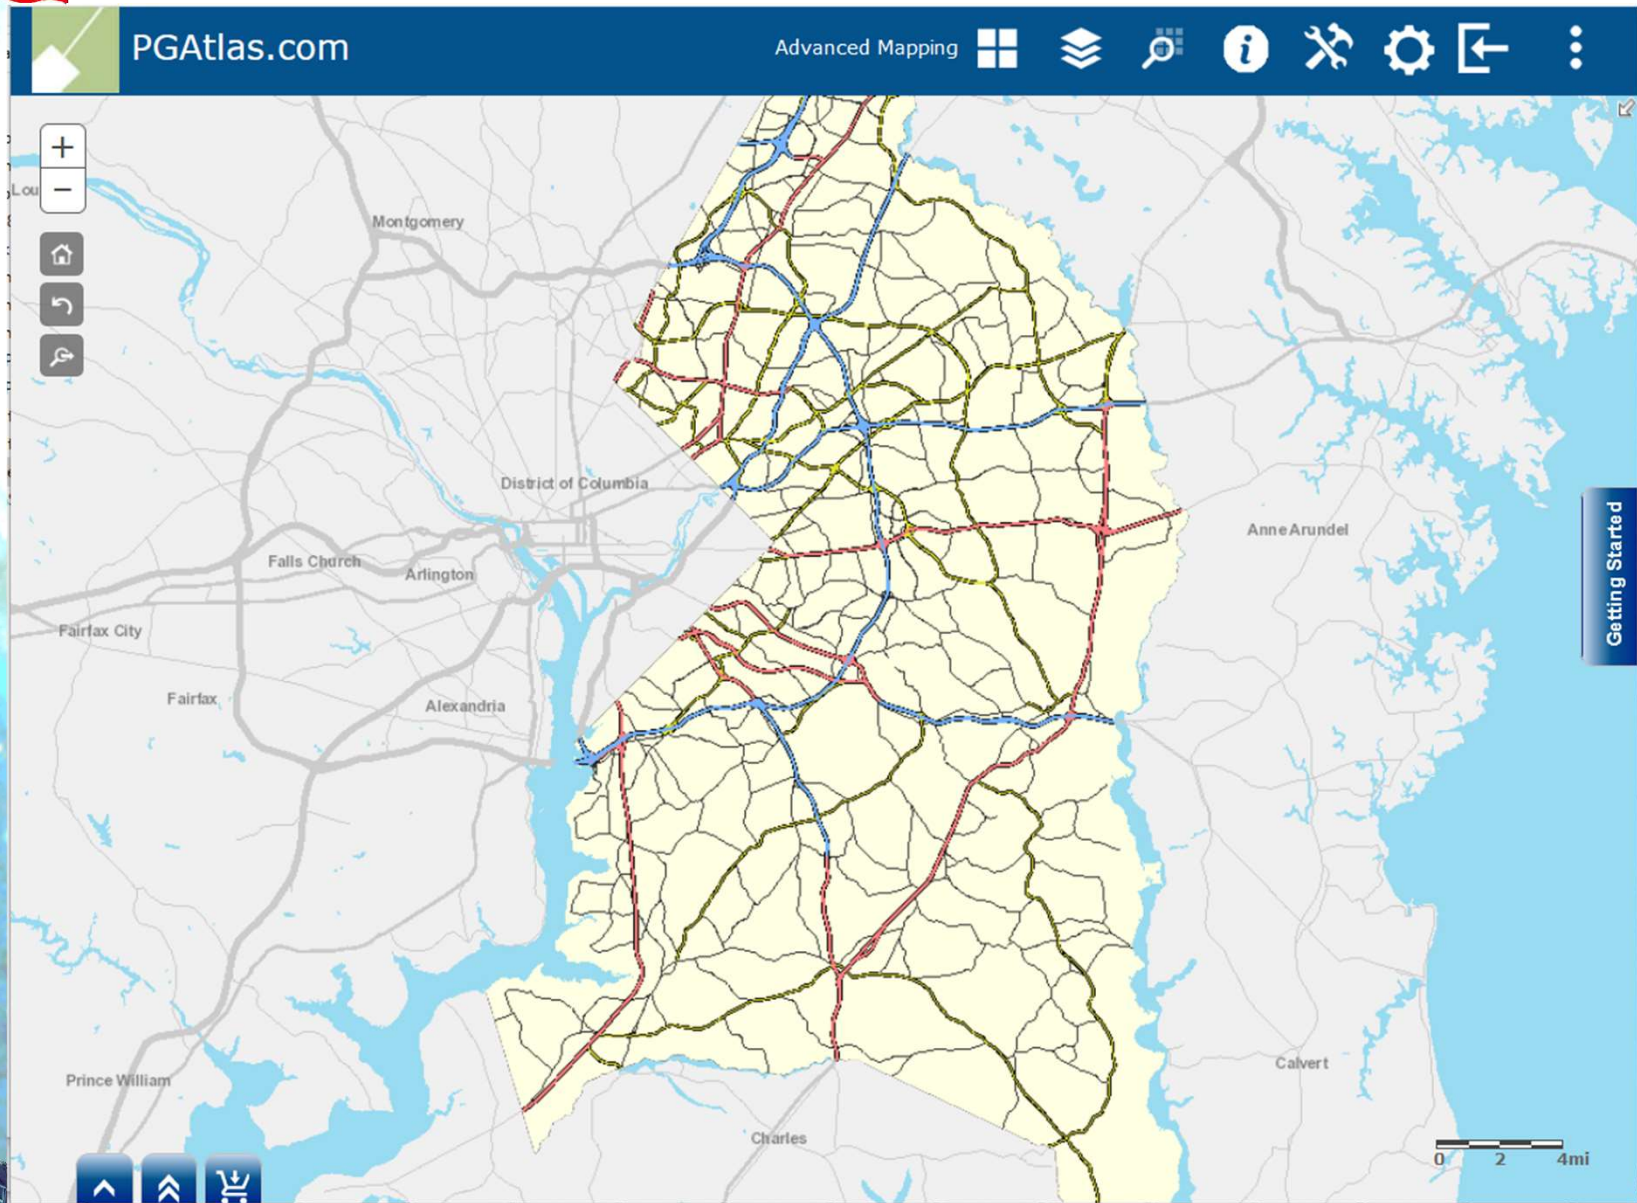 PGAtlas.com
Advanced Mapping
+
−
Lou
Montgomery
District of Columbia
Anne Arundel
Falls Church
Arlington
Getting Started
Fairfax City
Fairfax
Alexandria
Calvert
Prince William
Charles
0 2 4mi